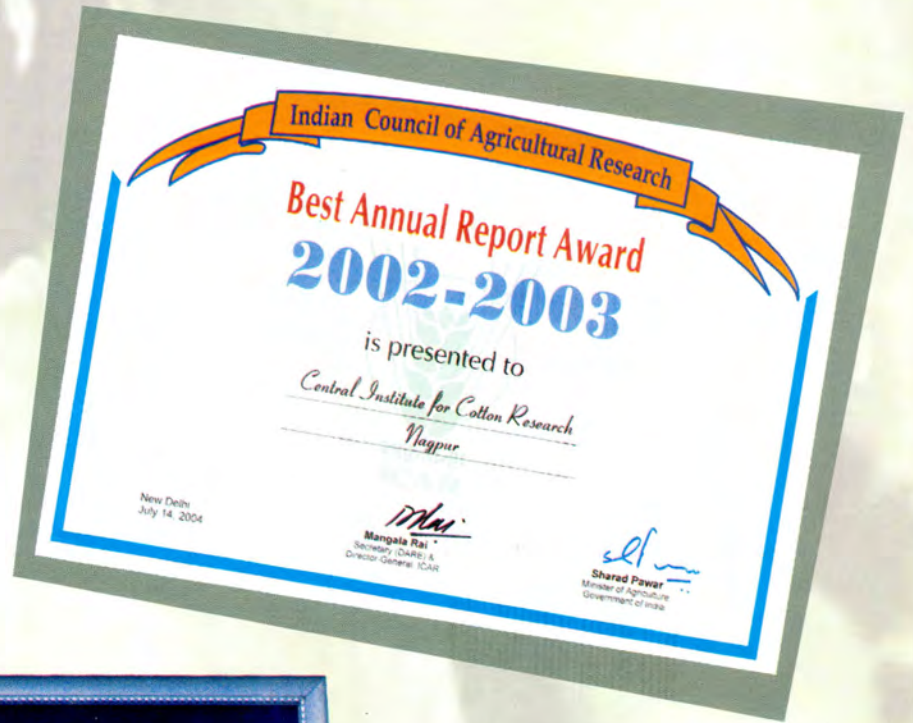 Indian Council of Agricultural Research
Best Annual Report Award
2002-2003
is presented to
Central Institute for Cotton Research
Nagpur
New Delhi
July 14, 2004
Mangala Rai
Secretary (DARE) &
Director-General, ICAR
Sharad Pawar
Minister of Agriculture
Government of India